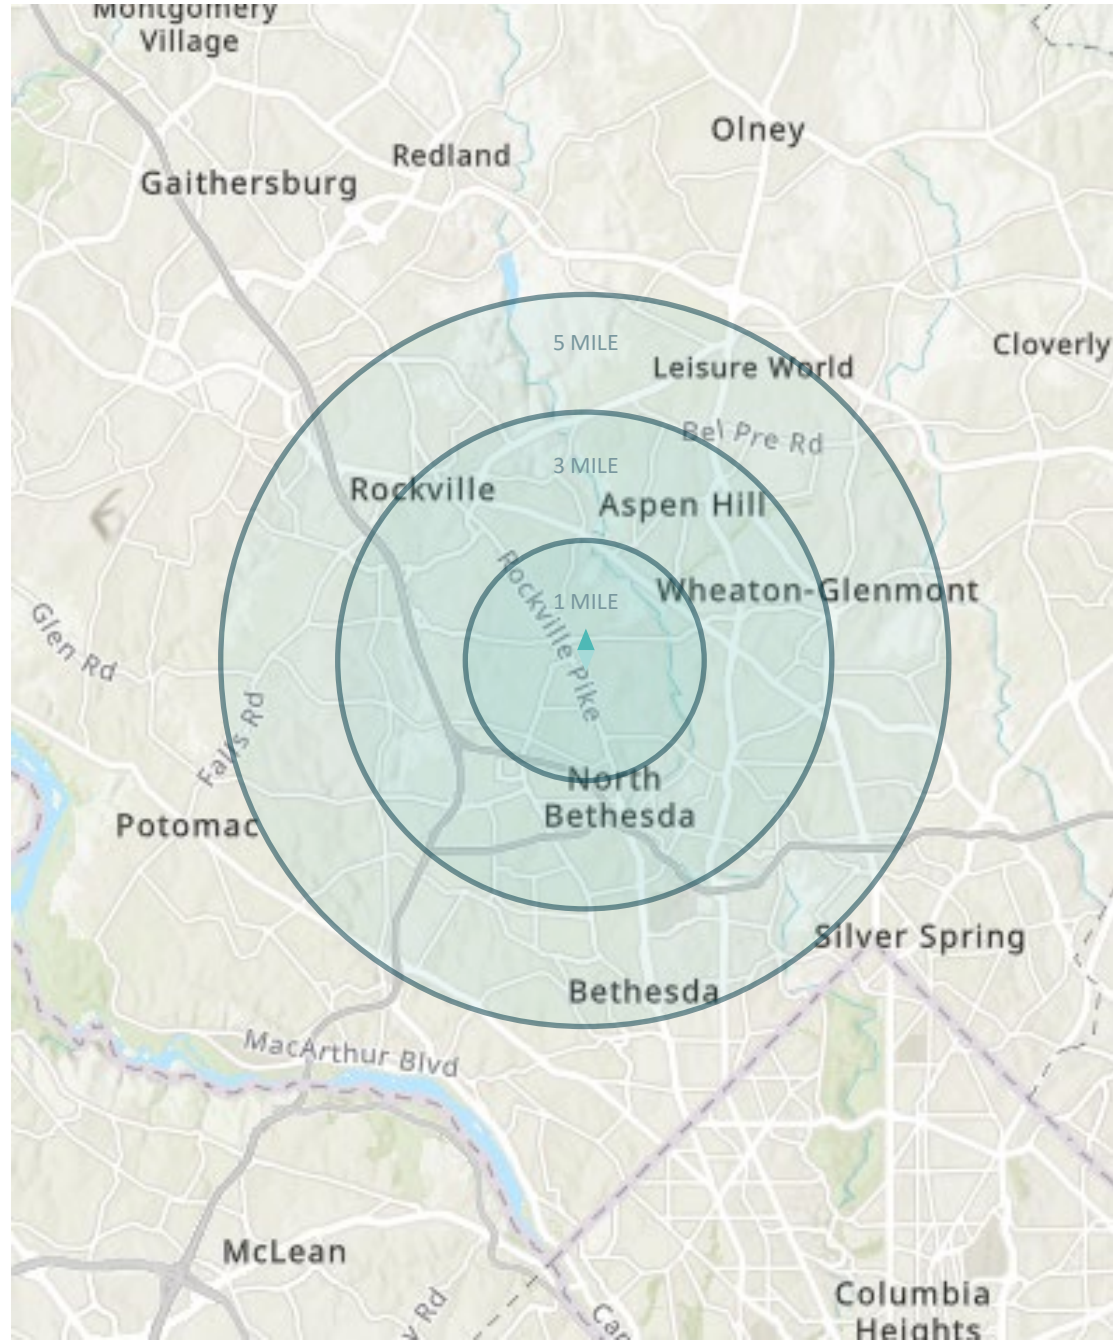 Montgomery
Village
Olney
Redland
Gaithersburg
5 MILE
Cloverly
Leisure World
Bel Pre Rd
3 MILE
Rockville
Aspen Hill
Rockville Pike
Wheaton-Glenmont
1 MILE
Glen Rd
Falls Rd
North
Bethesda
Potomac
Silver Spring
Bethesda
MacArthur Blvd
McLean
Columbia
Heights
Rd